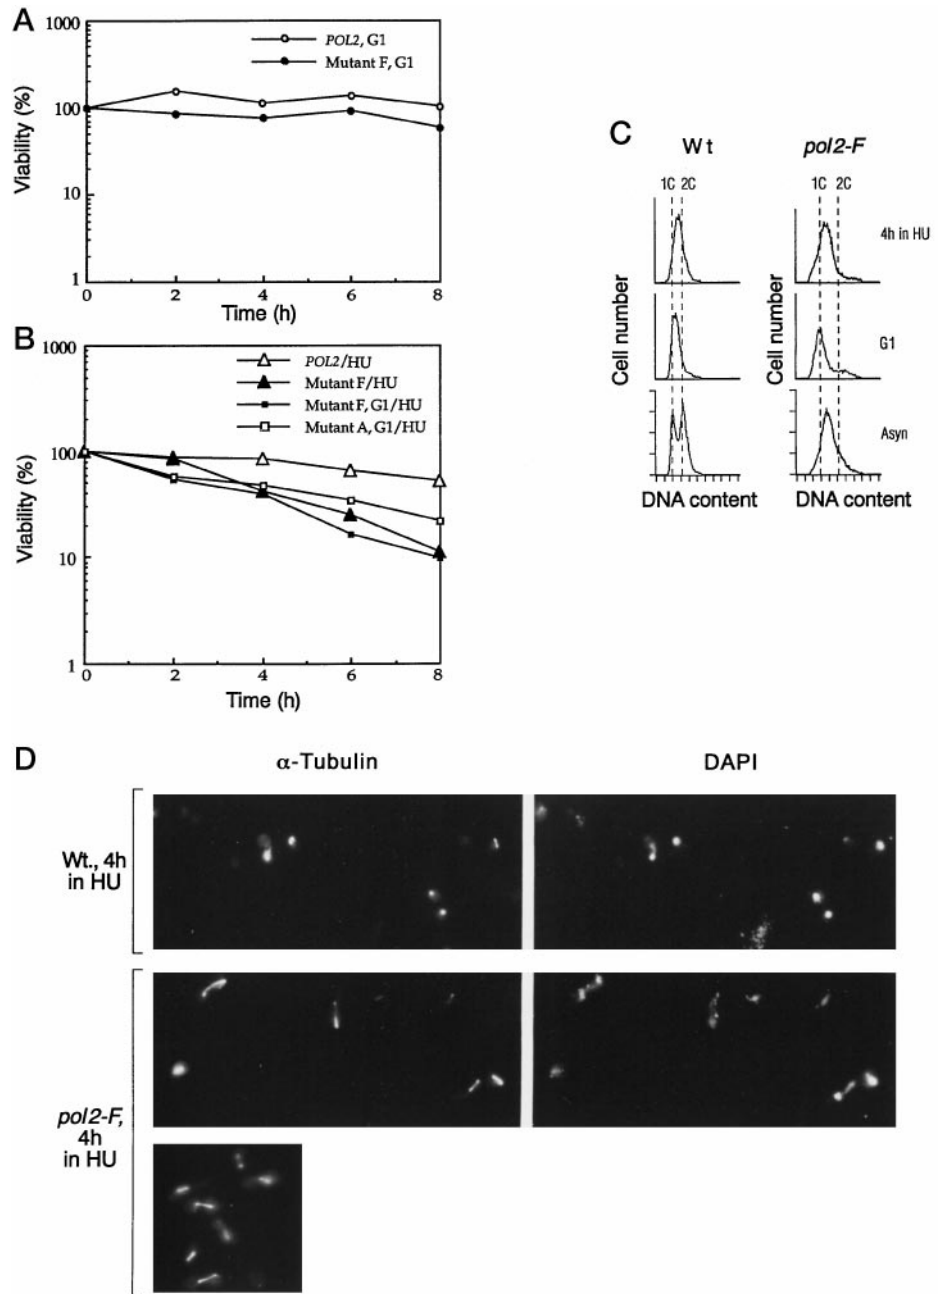 A
1000
100
10
1
Viability (%)
POL2, G1
Mutant F, G1
0 2 4 6 8
Time (h)
B
1000
100
10
1
Viability (%)
POL2/HU
Mutant F/HU
Mutant F, G1/HU
Mutant A, G1/HU
0 2 4 6 8
Time (h)
C
Wt pol2-F
1C 2C 1C 2C
4h in HU
G1
Asyn
Cell number Cell number
DNA content DNA content
D
α-Tubulin DAPI
Wt., 4h
in HU
pol2-F,
4h
in HU